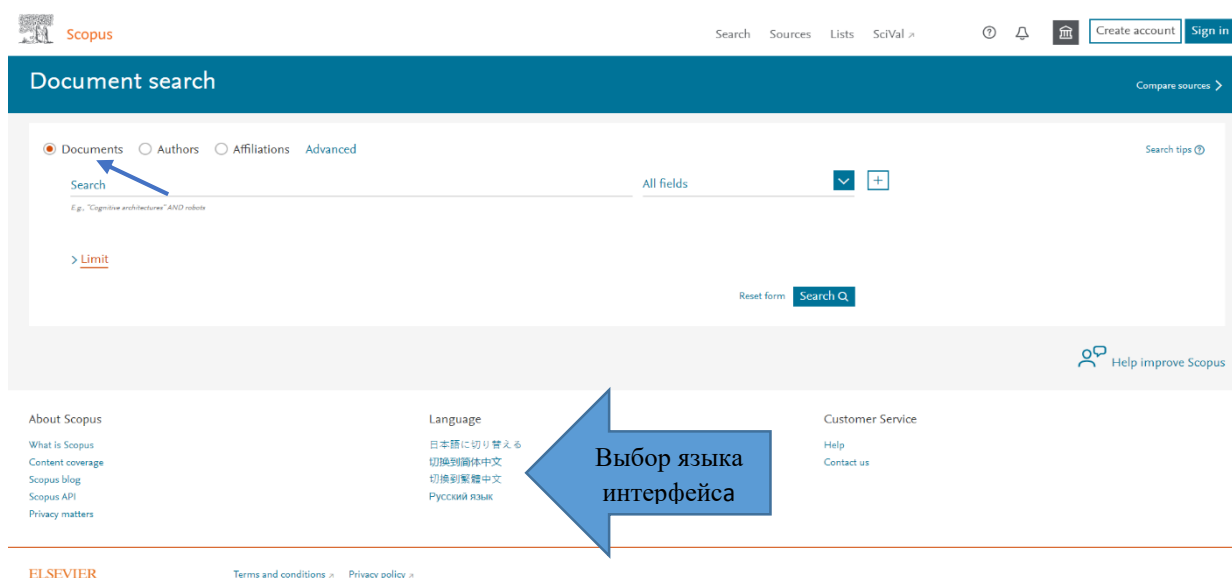 Scopus
Search Sources Lists SciVal
Create account
Sign in
Document search
Compare sources
Documents Authors Affiliations Advanced
Search tips
Search
All fields
E.g., "Cognitive architectures" AND robots
Limit
Reset form
Search
Help improve Scopus
About Scopus
What is Scopus
Content coverage
Scopus blog
Scopus API
Privacy matters
Language
日本語に切り替える
切换到简体中文
切換到繁體中文
Русский язык
Выбор языка
интерфейса
Customer Service
Help
Contact us
ELSEVIER
Terms and conditions Privacy policy